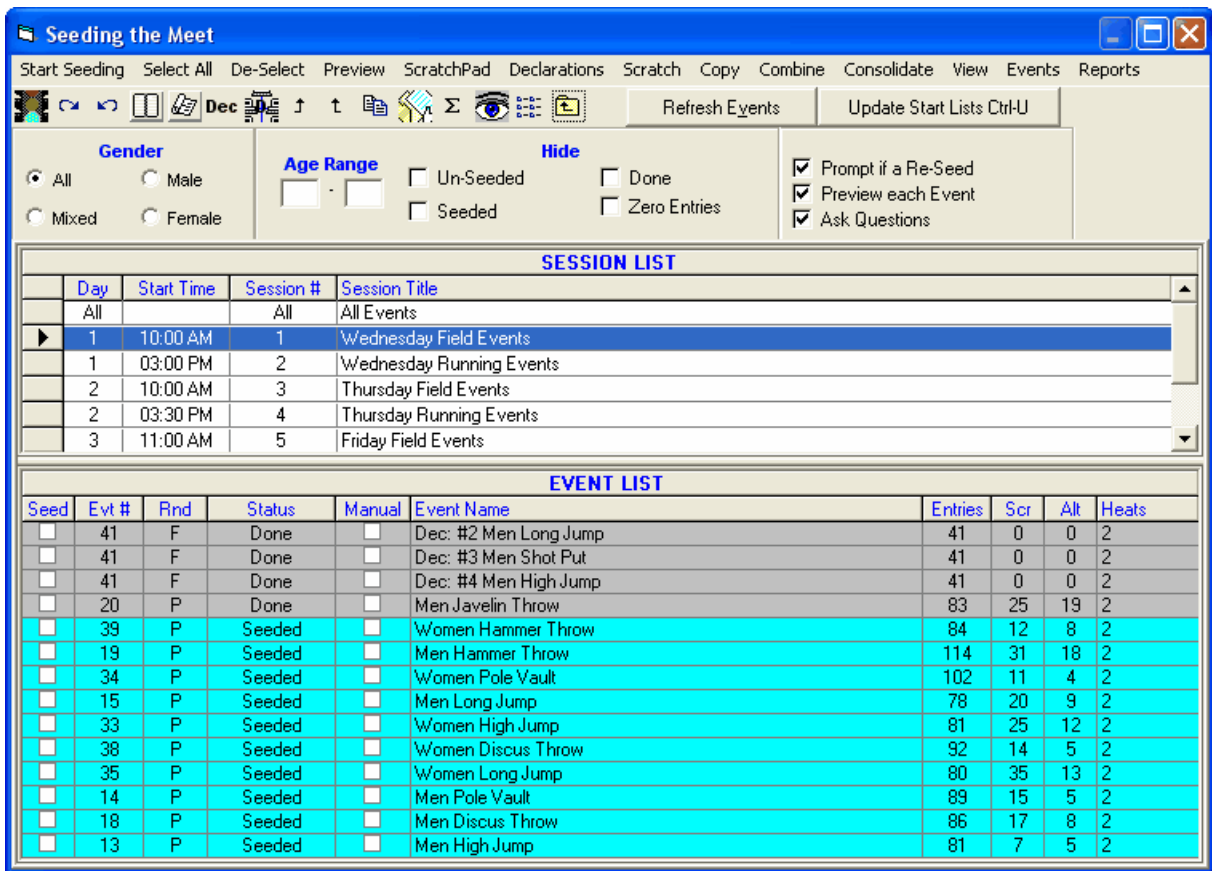 Seeding the Meet
Start Seeding Select All De-Select Preview ScratchPad Declarations Scratch Copy Combine Consolidate View Events Reports
Dec Σ Refresh Events Update Start Lists Ctrl-U
Gender
All Male
Mixed Female
Age Range
-
Hide
Un-Seeded Done
Seeded Zero Entries
Prompt if a Re-Seed
Preview each Event
Ask Questions
SESSION LIST
Day Start Time Session # Session Title
All All All Events
1 10:00 AM 1 Wednesday Field Events
1 03:00 PM 2 Wednesday Running Events
2 10:00 AM 3 Thursday Field Events
2 03:30 PM 4 Thursday Running Events
3 11:00 AM 5 Friday Field Events
EVENT LIST
Seed Evt # Rnd Status Manual Event Name Entries Scr Alt Heats
41 F Done Dec: #2 Men Long Jump 41 0 0 2
41 F Done Dec: #3 Men Shot Put 41 0 0 2
41 F Done Dec: #4 Men High Jump 41 0 0 2
20 P Done Men Javelin Throw 83 25 19 2
39 P Seeded Women Hammer Throw 84 12 8 2
19 P Seeded Men Hammer Throw 114 31 18 2
34 P Seeded Women Pole Vault 102 11 4 2
15 P Seeded Men Long Jump 78 20 9 2
33 P Seeded Women High Jump 81 25 12 2
38 P Seeded Women Discus Throw 92 14 5 2
35 P Seeded Women Long Jump 80 35 13 2
14 P Seeded Men Pole Vault 89 15 5 2
18 P Seeded Men Discus Throw 86 17 8 2
13 P Seeded Men High Jump 81 7 5 2